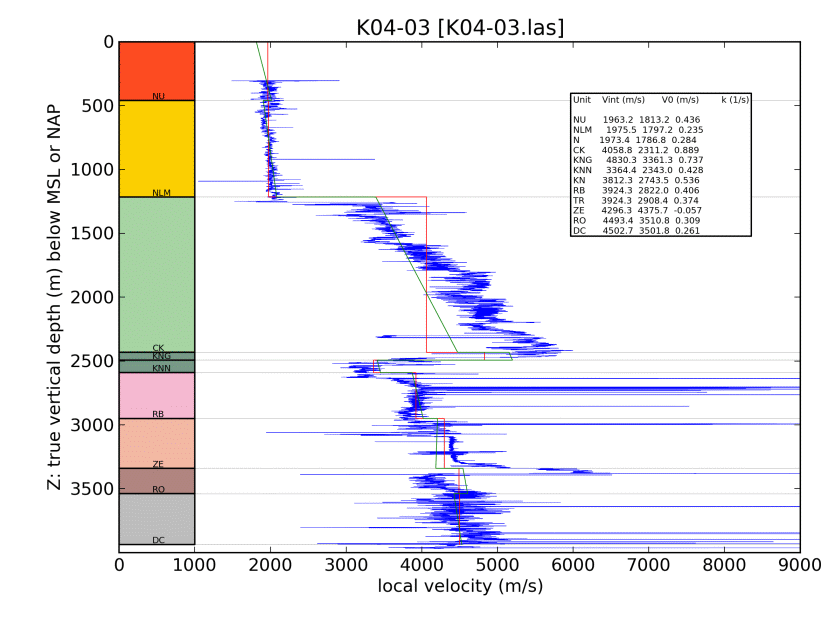 K04-03 [K04-03.las]
Z: true vertical depth (m) below MSL or NAP
0
500
1000
1500
2000
2500
3000
3500
NU
NLM
CK
KNG
KNN
RB
ZE
RO
DC
Unit Vint (m/s) V0 (m/s) k (1/s)
NU 1963.2 1813.2 0.436
NLM 1975.5 1797.2 0.235
N 1973.4 1786.8 0.284
CK 4058.8 2311.2 0.889
KNG 4830.3 3361.3 0.737
KNN 3364.4 2343.0 0.428
KN 3812.3 2743.5 0.536
RB 3924.3 2822.0 0.406
TR 3924.3 2908.4 0.374
ZE 4296.3 4375.7 -0.057
RO 4493.4 3510.8 0.309
DC 4502.7 3501.8 0.261
0 1000 2000 3000 4000 5000 6000 7000 8000 9000
local velocity (m/s)